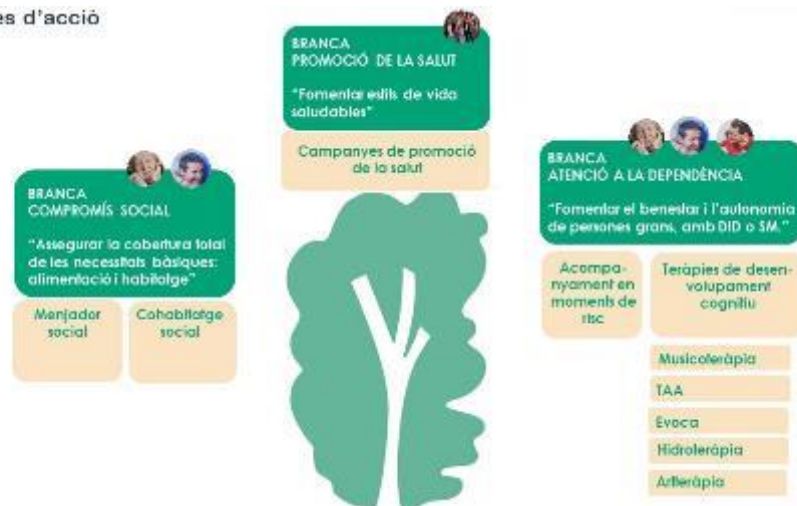 es d'acció
BRANCA
PROMOCIÓ DE LA SALUT
"Fomentar estils de vida
saludables"
Campanyes de promoció
de la salut
BRANCA
COMPROMÍS SOCIAL
"Assegurar la cobertura total
de les necessitats bàsiques:
alimentació i habitatge"
Menjador
social
Cohabitatge
social
BRANCA
ATENCIÓ A LA DEPENDÈNCIA
"Fomentar el benestar i l'autonomia
de persones grans, amb DID o SM."
Acompa-
nyament en
moments de
risc
Teràpies de desen-
volupament
cognitiu
Musicoteràpia
TAA
Evoca
Hidroteràpia
Artteràpia